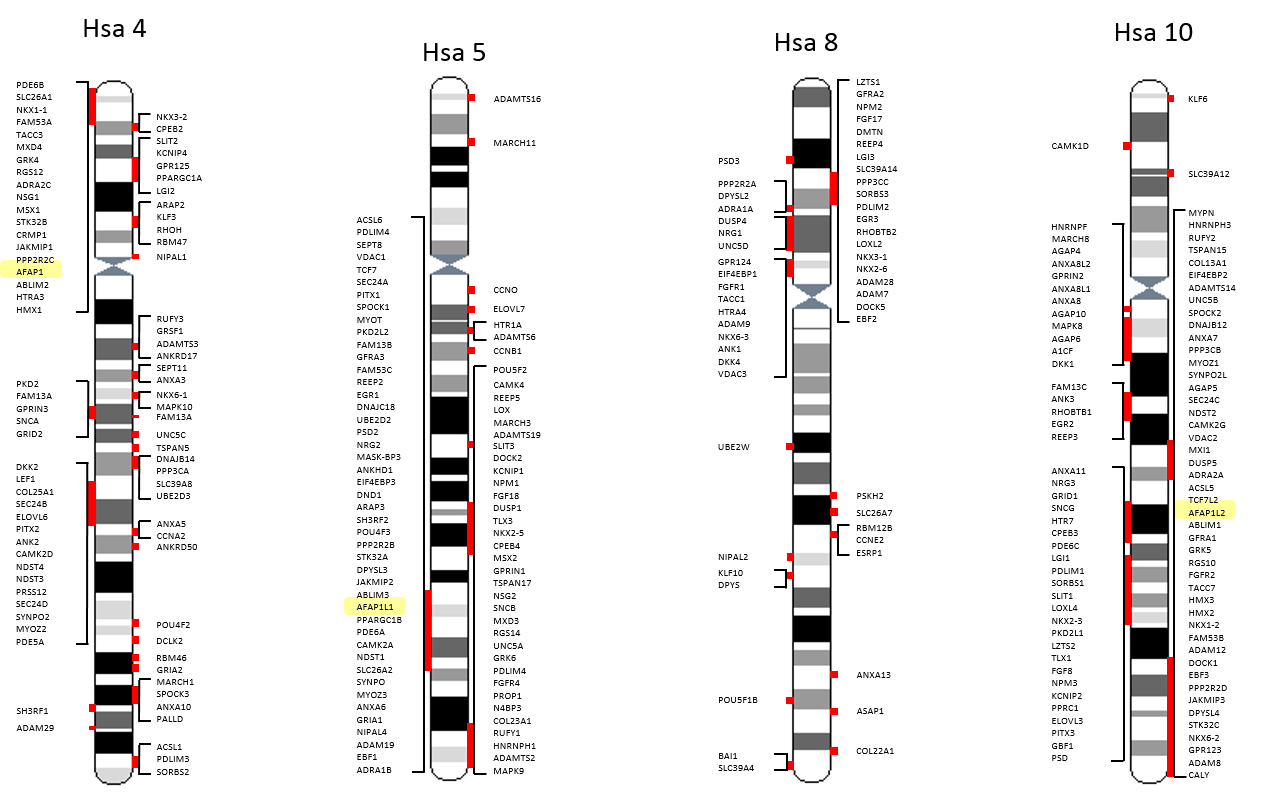 Hsa 4
PDE6B
SLC26A1
NKX1-1
FAM53A
TACC3
MXD4
GRK4
RGS12
ADRA2C
NSG1
MSX1
STK32B
CRMP1
JAKMIP1
PPP2R2C
AFAP1
ABLIM2
HTRA3
HMX1
PKD2
FAM13A
GPRIN3
SNCA
GRID2
DKK2
LEF1
COL25A1
SEC24B
ELOVL6
PITX2
ANK2
CAMK2D
NDST4
NDST3
PRSS12
SEC24D
SYNPO2
MYOZ2
PDE5A
SH3RF1
ADAM29
NKX3-2
CPEB2
SLIT2
KCNIP4
GPR125
PPARGC1A
LGI2
ARAP2
KLF3
RHOH
RBM47
NIPAL1
RUFY3
GRSF1
ADAMTS3
ANKRD17
SEPT11
ANXA3
NKX6-1
MAPK10
FAM13A
UNC5C
TSPAN5
DNAJB14
PPP3CA
SLC39A8
UBE2D3
ANXA5
CCNA2
ANKRD50
POU4F2
DCLK2
RBM46
GRIA2
MARCH1
SPOCK3
ANXA10
PALLD
ACSL1
PDLIM3
SORBS2
Hsa 5
ACSL6
PDLIM4
SEPT8
VDAC1
TCF7
SEC24A
PITX1
SPOCK1
MYOT
PKD2L2
FAM13B
GFRA3
FAM53C
REEP2
EGR1
DNAJC18
UBE2D2
PSD2
NRG2
MASK-BP3
ANKHD1
EIF4EBP3
DND1
ARAP3
SH3RF2
POU4F3
PPP2R2B
STK32A
DPYSL3
JAKMIP2
ABLIM3
AFAP1L1
PPARGC1B
PDE6A
CAMK2A
NDST1
SLC26A2
SYNPO
MYOZ3
ANXA6
GRIA1
NIPAL4
ADAM19
EBF1
ADRA1B
ADAMTS16
MARCH11
CCNO
ELOVL7
HTR1A
ADAMTS6
CCNB1
POU5F2
CAMK4
REEP5
LOX
MARCH3
ADAMTS19
SLIT3
DOCK2
KCNIP1
NPM1
FGF18
DUSP1
TLX3
NKX2-5
CPEB4
MSX2
GPRIN1
TSPAN17
NSG2
SNCB
MXD3
RGS14
UNC5A
GRK6
PDLIM4
FGFR4
PROP1
N4BP3
COL23A1
RUFY1
HNRNPH1
ADAMTS2
MAPK9
Hsa 8
PSD3
PPP2R2A
DPYSL2
ADRA1A
DUSP4
NRG1
UNC5D
GPR124
EIF4EBP1
FGFR1
TACC1
HTRA4
ADAM9
NKX6-3
ANK1
DKK4
VDAC3
UBE2W
NIPAL2
KLF10
DPYS
POU5F1B
BAI1
SLC39A4
LZTS1
GFRA2
NPM2
FGF17
DMTN
REEP4
LGI3
SLC39A14
PPP3CC
SORBS3
PDLIM2
EGR3
RHOBTB2
LOXL2
NKX3-1
NKX2-6
ADAM28
ADAM7
DOCK5
EBF2
PSKH2
SLC26A7
RBM12B
CCNE2
ESRP1
ANXA13
ASAP1
COL22A1
Hsa 10
CAMK1D
HNRNPF
MARCH8
AGAP4
ANXA8L2
GPRIN2
ANXA8L1
ANXA8
AGAP10
MAPK8
AGAP6
A1CF
DKK1
FAM13C
ANK3
RHOBTB1
EGR2
REEP3
ANXA11
NRG3
GRID1
SNCG
HTR7
CPEB3
PDE6C
LGI1
PDLIM1
SORBS1
SLIT1
LOXL4
NKX2-3
PKD2L1
LZTS2
TLX1
FGF8
NPM3
KCNIP2
PPRC1
ELOVL3
PITX3
GBF1
PSD
KLF6
SLC39A12
MYPN
HNRNPH3
RUFY2
TSPAN15
COL13A1
EIF4EBP2
ADAMTS14
UNC5B
SPOCK2
DNAJB12
ANXA7
PPP3CB
MYOZ1
SYNPO2L
AGAP5
SEC24C
NDST2
CAMK2G
VDAC2
MXI1
DUSP5
ADRA2A
ACSL5
TCF7L2
AFAP1L2
ABLIM1
GFRA1
GRK5
RGS10
FGFR2
TACC7
HMX3
HMX2
NKX1-2
FAM53B
ADAM12
DOCK1
EBF3
PPP2R2D
JAKMIP3
DPYSL4
STK32C
NKX6-2
GPR123
ADAM8
CALY